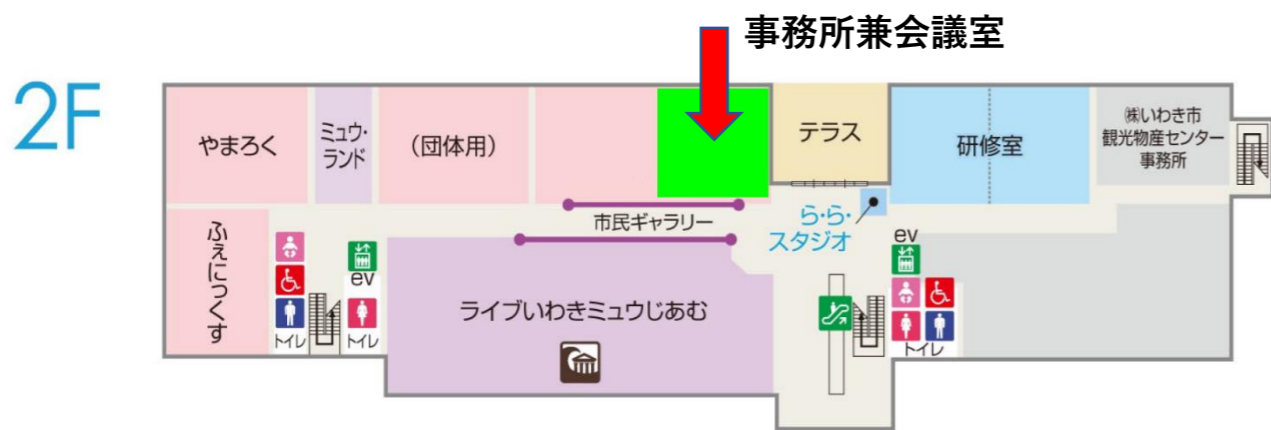 事務所兼会議室
2F
やまろく
ミュウ・
ランド
(団体用)
テラス
研修室
㈱いわき市
観光物産センター
事務所
市民ギャラリー
ら・ら・
スタジオ
ふぇにっくす
ev
トイレ
トイレ
ライブいわきミュウじあむ
ev
トイレ